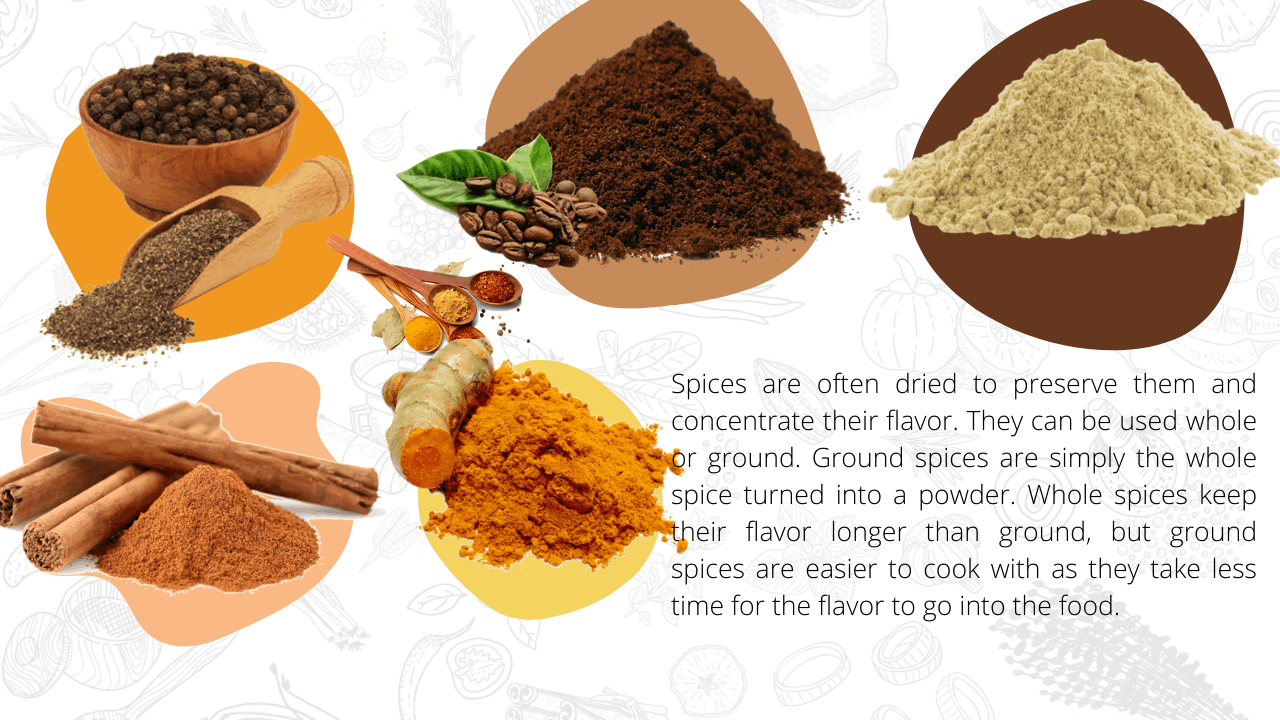 Spices are often dried to preserve them and
concentrate their flavor. They can be used whole
or ground. Ground spices are simply the whole
spice turned into a powder. Whole spices keep
their flavor longer than ground, but ground
spices are easier to cook with as they take less
time for the flavor to go into the food.